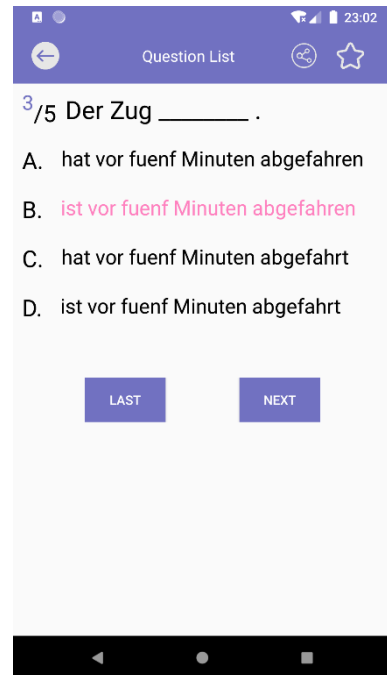 A 23:02
Question List
3/5 Der Zug ________ .
A. hat vor fuenf Minuten abgefahren
B. ist vor fuenf Minuten abgefahren
C. hat vor fuenf Minuten abgefahrt
D. ist vor fuenf Minuten abgefahrt
LAST NEXT